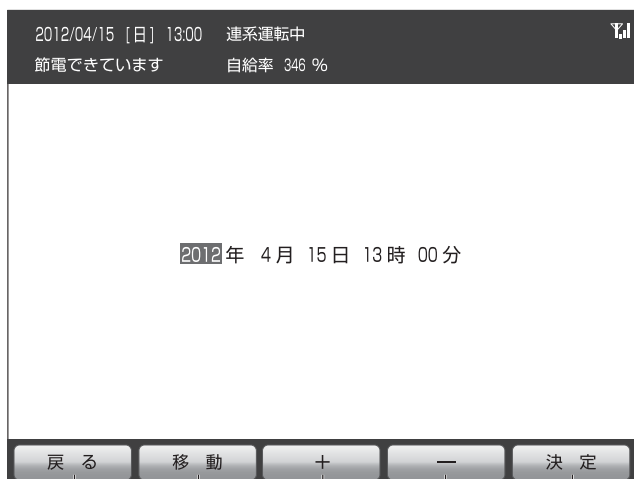 2012/04/15 [日] 13:00 連系運転中
節電できています 自給率 346 %
2012年 4月 15日 13時 00分
戻る 移動 + − 決定